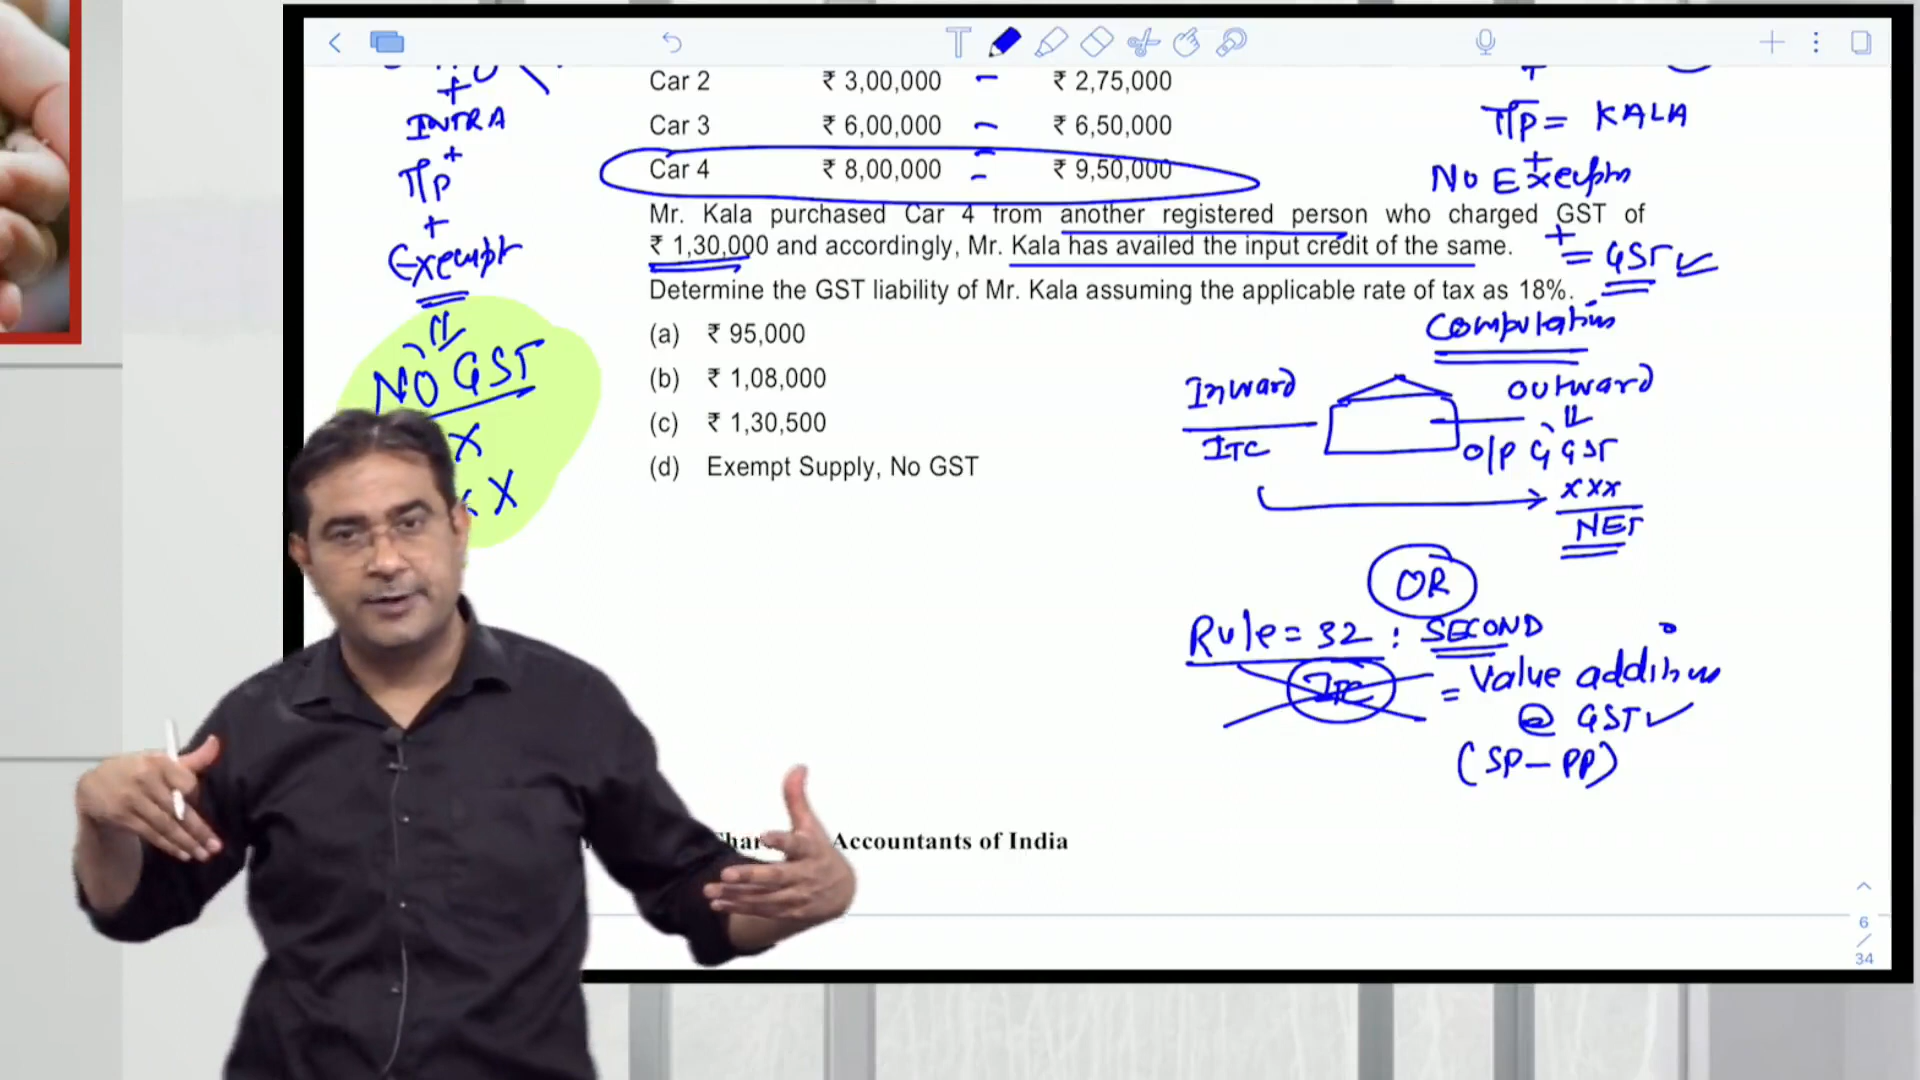 Car 2 ₹ 3,00,000 - ₹ 2,75,000
Car 3 ₹ 6,00,000 - ₹ 6,50,000
Car 4 ₹ 8,00,000 - ₹ 9,50,000
Mr. Kala purchased Car 4 from another registered person who charged GST of
₹ 1,30,000 and accordingly, Mr. Kala has availed the input credit of the same.
Determine the GST liability of Mr. Kala assuming the applicable rate of tax as 18%.
(a) ₹ 95,000
(b) ₹ 1,08,000
(c) ₹ 1,30,500
(d) Exempt Supply, No GST
Accountants of India
+
INTRA
+
TP
+
Exempt
NO GST
X
X
TP = KALA
+
No Exempts
+
= GST ✓
Computation
Inward
ITC
Outward
O/P G GST
xxx
NET
OR
Rule = 32 : SECOND
ITC
= Value additions
@ GST ✓
(SP - PP)
6
/
34